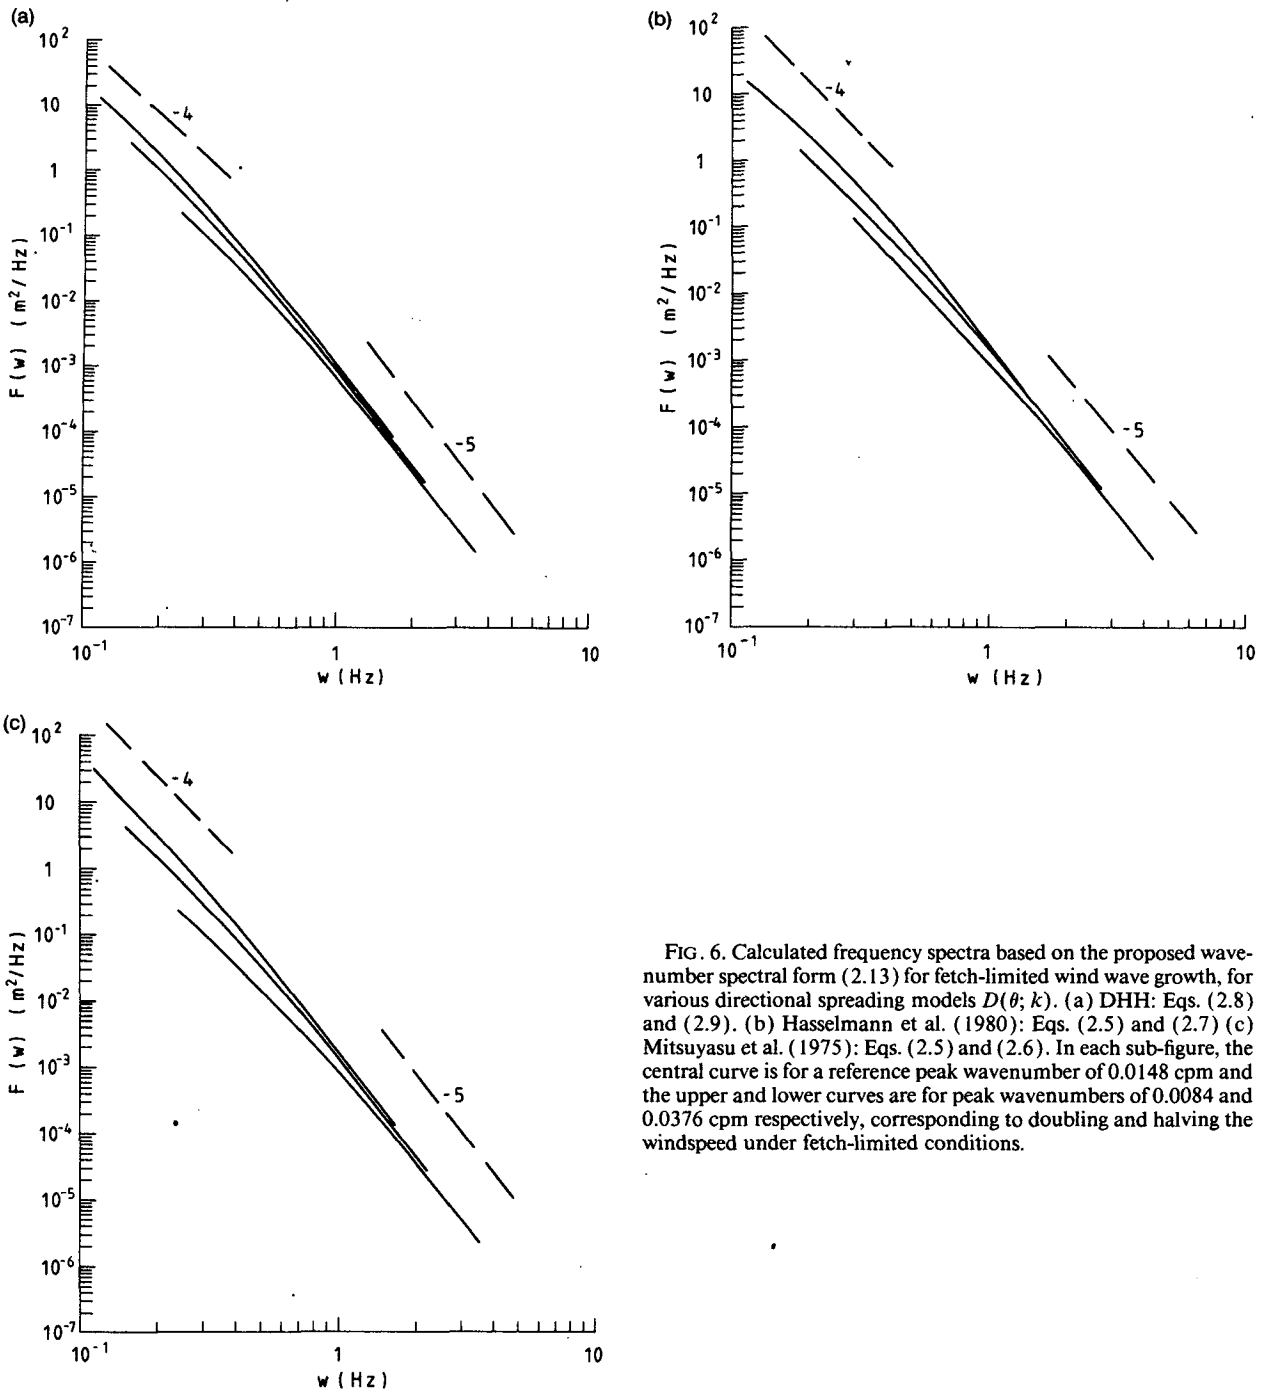 (a)
10²
10
1
10⁻¹
10⁻²
10⁻³
10⁻⁴
10⁻⁵
10⁻⁶
10⁻⁷
F(w) (m²/Hz)
-4
-5
10⁻¹
1
10
w (Hz)
(b)
10²
10
1
10⁻¹
10⁻²
10⁻³
10⁻⁴
10⁻⁵
10⁻⁶
10⁻⁷
F(w) (m²/Hz)
-4
-5
10⁻¹
1
10
w (Hz)
(c)
10²
10
1
10⁻¹
10⁻²
10⁻³
10⁻⁴
10⁻⁵
10⁻⁶
10⁻⁷
F(w) (m²/Hz)
-4
-5
10⁻¹
1
10
w (Hz)
FIG. 6. Calculated frequency spectra based on the proposed wave-
number spectral form (2.13) for fetch-limited wind wave growth, for
various directional spreading models D(θ; k). (a) DHH: Eqs. (2.8)
and (2.9). (b) Hasselmann et al. (1980): Eqs. (2.5) and (2.7) (c)
Mitsuyasu et al. (1975): Eqs. (2.5) and (2.6). In each sub-figure, the
central curve is for a reference peak wavenumber of 0.0148 cpm and
the upper and lower curves are for peak wavenumbers of 0.0084 and
0.0376 cpm respectively, corresponding to doubling and halving the
windspeed under fetch-limited conditions.